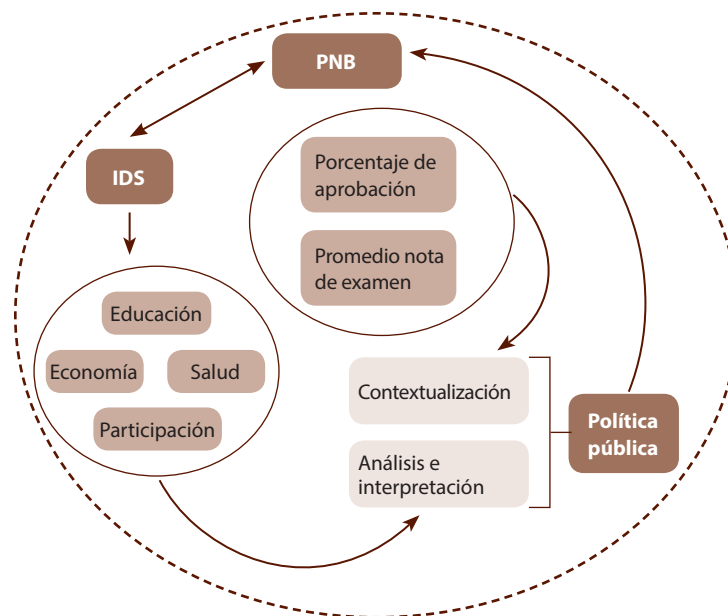 PNB
IDS
Porcentaje de
aprobación
Promedio nota
de examen
Educación
Economía
Salud
Participación
Contextualización
Análisis e
interpretación
Política
pública